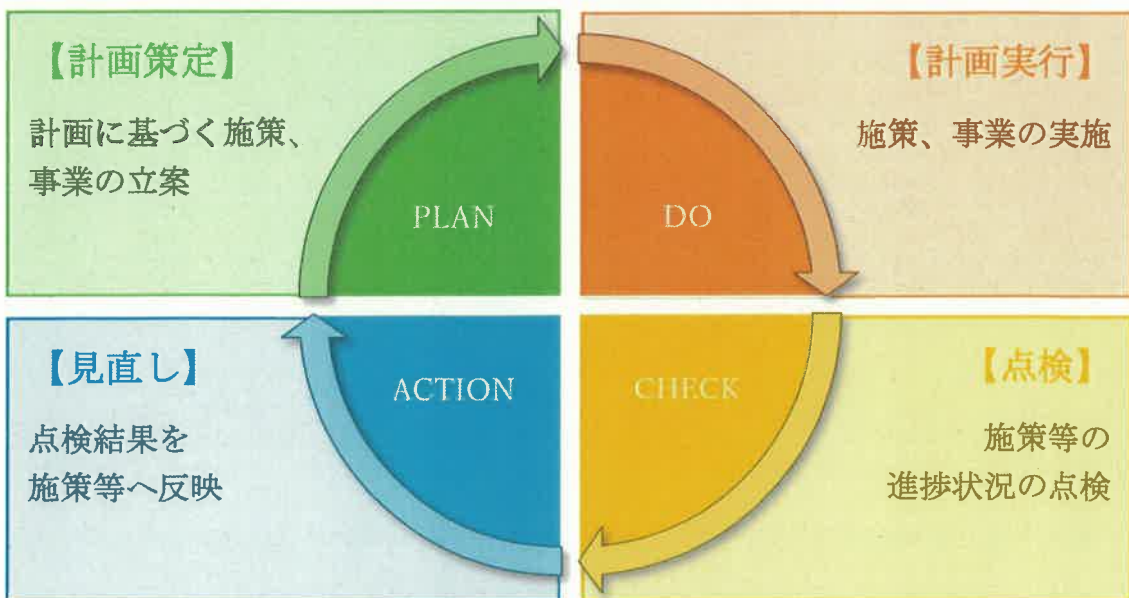 【計画策定】
計画に基づく施策、
事業の立案
PLAN
【計画実行】
施策、事業の実施
DO
【見直し】
点検結果を
施策等へ反映
ACTION
【点検】
施策等の
進捗状況の点検
CHECK